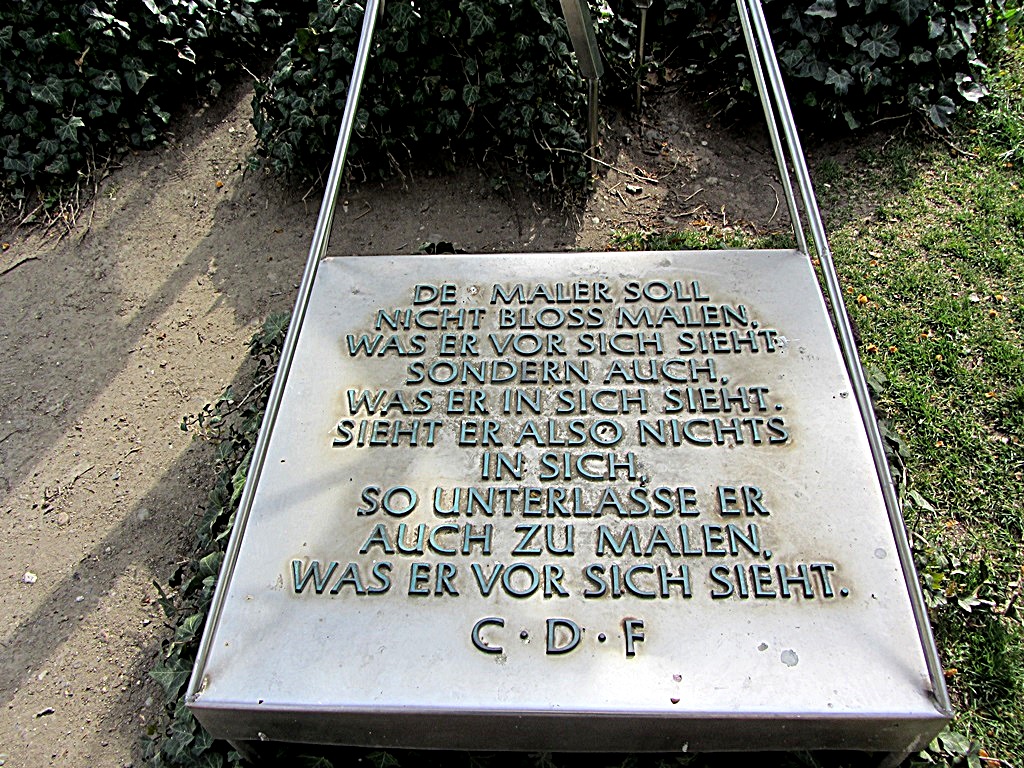 DE MALER SOLL
NICHT BLOSS MALEN,
WAS ER VOR SICH SIEHT,
SONDERN AUCH,
WAS ER IN SICH SIEHT.
SIEHT ER ALSO NICHTS
IN SICH,
SO UNTERLASSE ER
AUCH ZU MALEN,
WAS ER VOR SICH SIEHT.
C·D·F